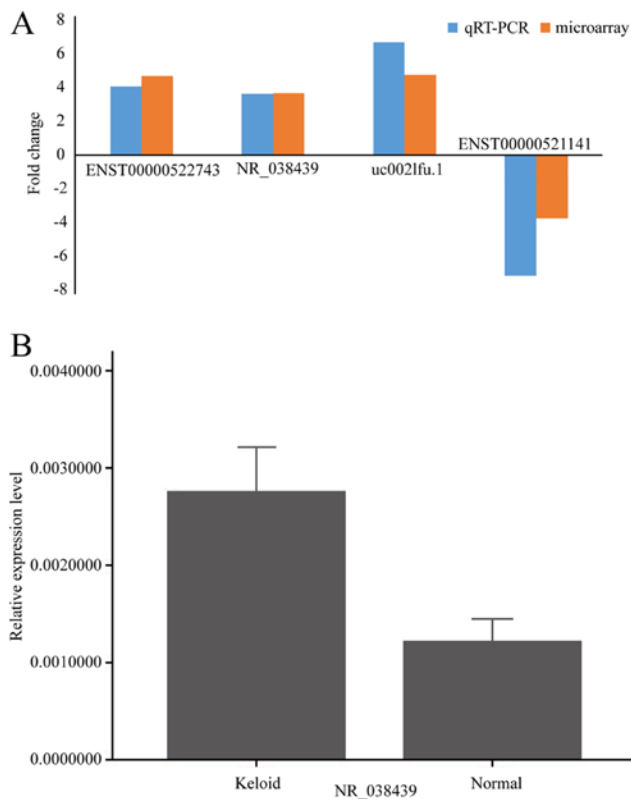 A
qRT-PCR microarray
Fold change
8
6
4
2
0
-2
-4
-6
-8
ENST00000522743
NR_038439
uc002lfu.1
ENST00000521141
B
Relative expression level
0.0040000
0.0030000
0.0020000
0.0010000
0.0000000
Keloid
Normal
NR_038439